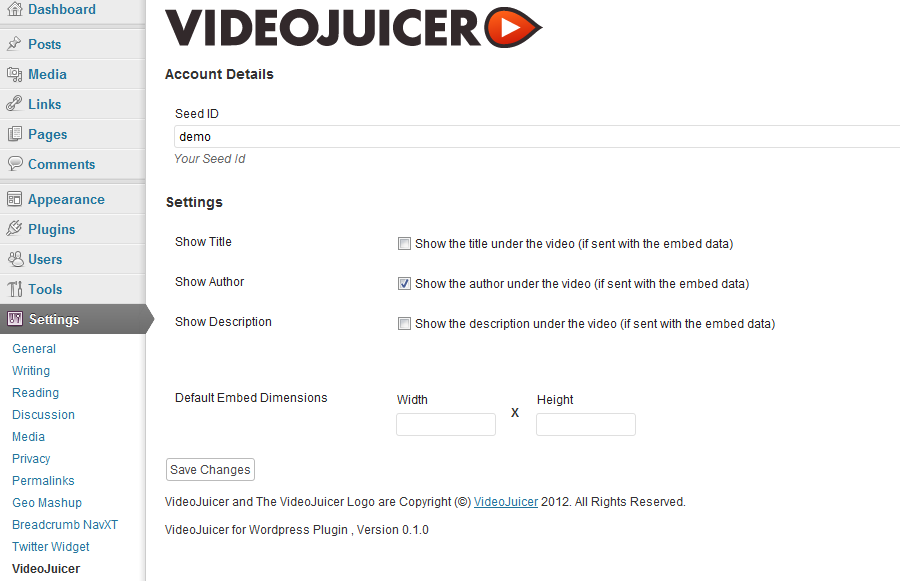 Dashboard
Posts
Media
Links
Pages
Comments
Appearance
Plugins
Users
Tools
Settings
General
Writing
Reading
Discussion
Media
Privacy
Permalinks
Geo Mashup
Breadcrumb NavXT
Twitter Widget
VideoJuicer
VIDEOJUICER
Account Details
Seed ID
demo
Your Seed Id
Settings
Show Title Show the title under the video (if sent with the embed data)
Show Author Show the author under the video (if sent with the embed data)
Show Description Show the description under the video (if sent with the embed data)
Default Embed Dimensions Width X Height
Save Changes
VideoJuicer and The VideoJuicer Logo are Copyright (©) VideoJuicer 2012. All Rights Reserved.
VideoJuicer for Wordpress Plugin , Version 0.1.0